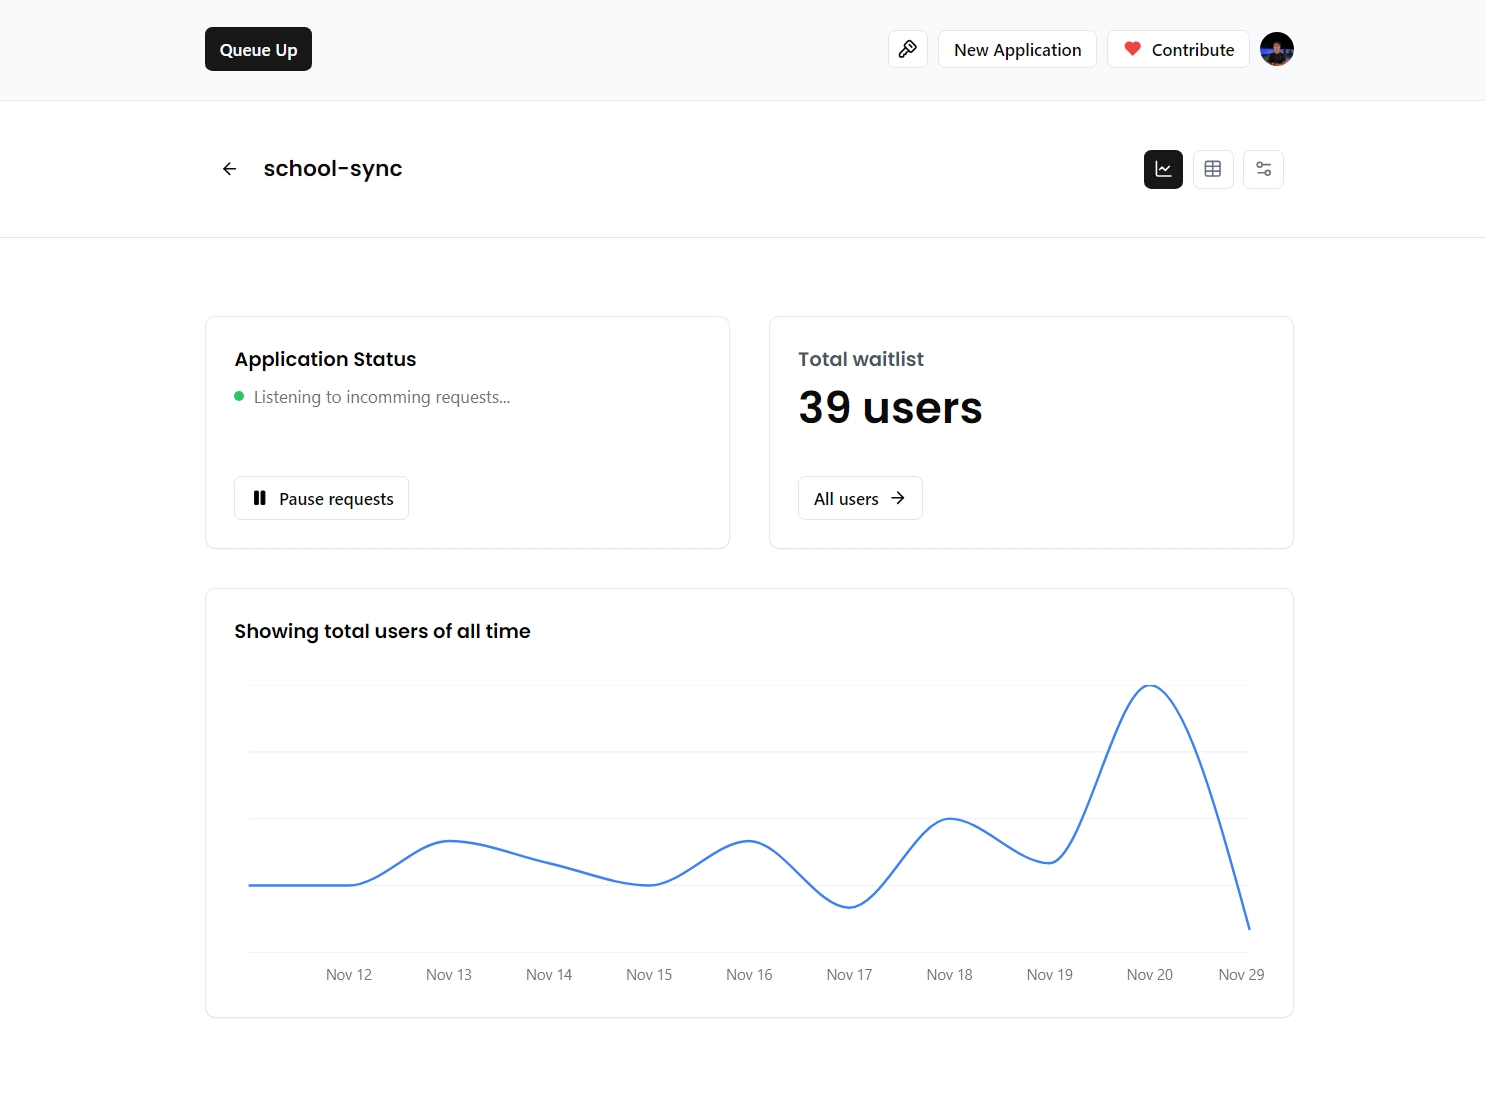 Queue Up
New Application
Contribute
school-sync
Application Status
Listening to incomming requests...
Pause requests
Total waitlist
39 users
All users
Showing total users of all time
Nov 12 Nov 13 Nov 14 Nov 15 Nov 16 Nov 17 Nov 18 Nov 19 Nov 20 Nov 29